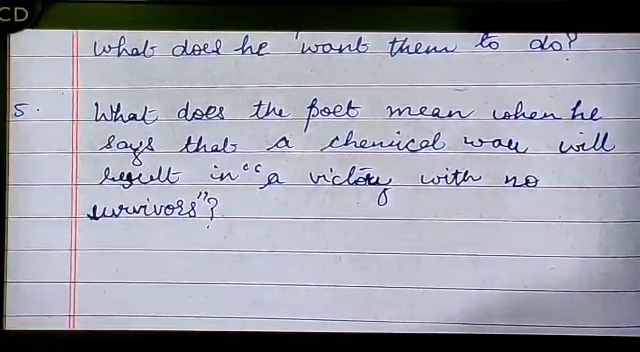 CD
what does he want them to do?
5. What does the poet mean when he
says that a chemical war will
result in "a victory with no
survivors"?